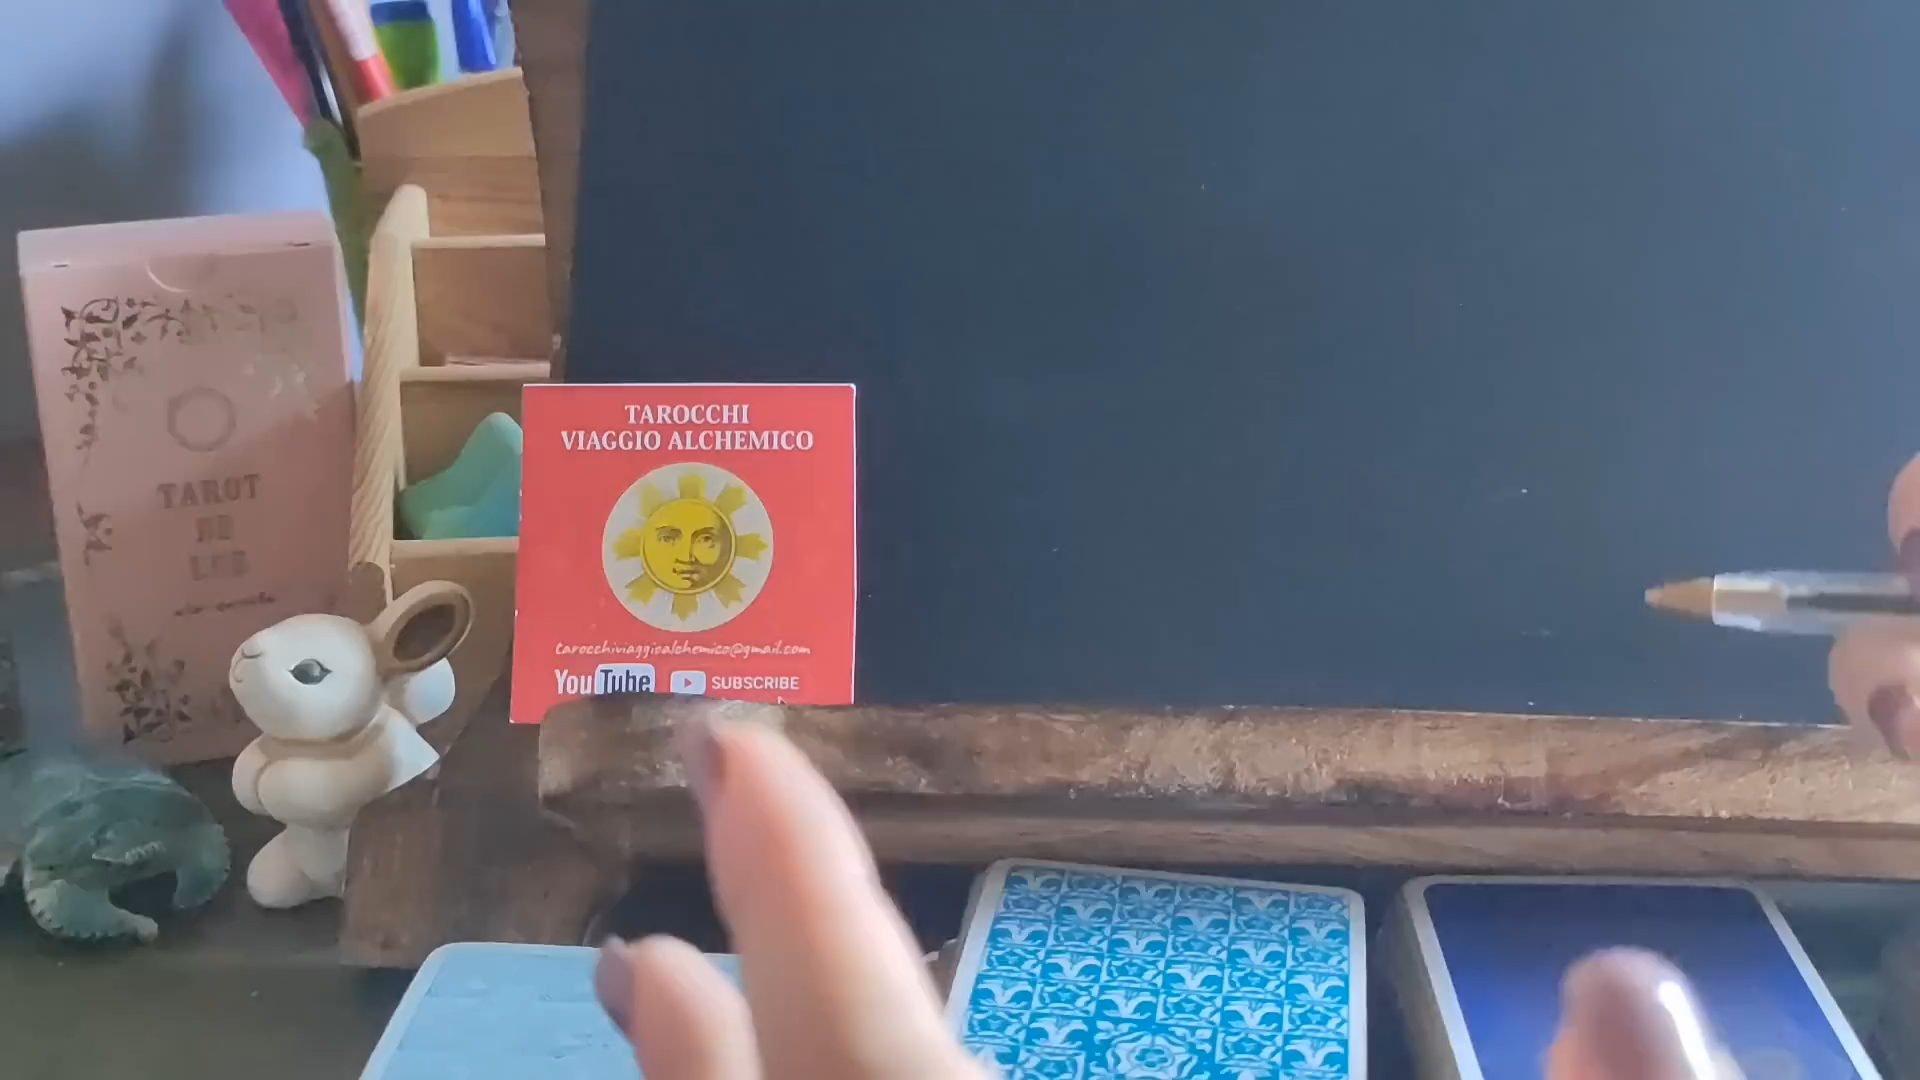 TAROCCHI
VIAGGIO ALCHEMICO
tarocchiviaggioalchemico@gmail.com
YouTube SUBSCRIBE
TAROT